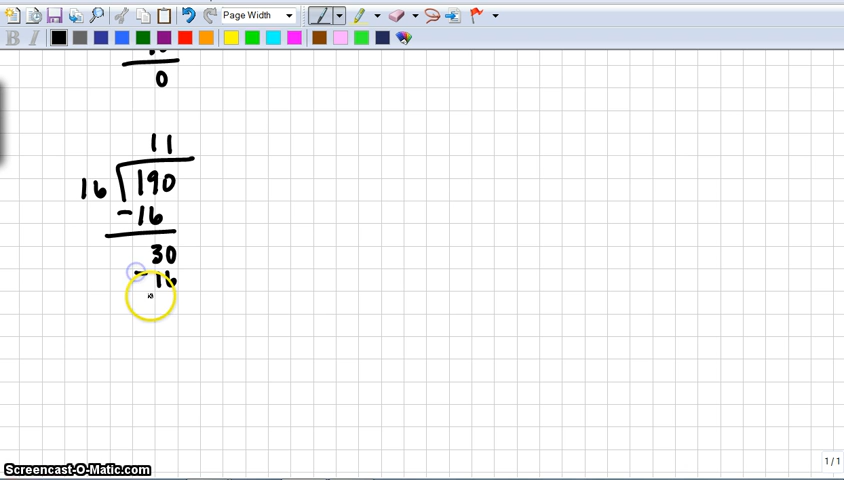 Page Width
B I
0
11
16 190
-16
30
-16
1 / 1
Screencast-O-Matic.com